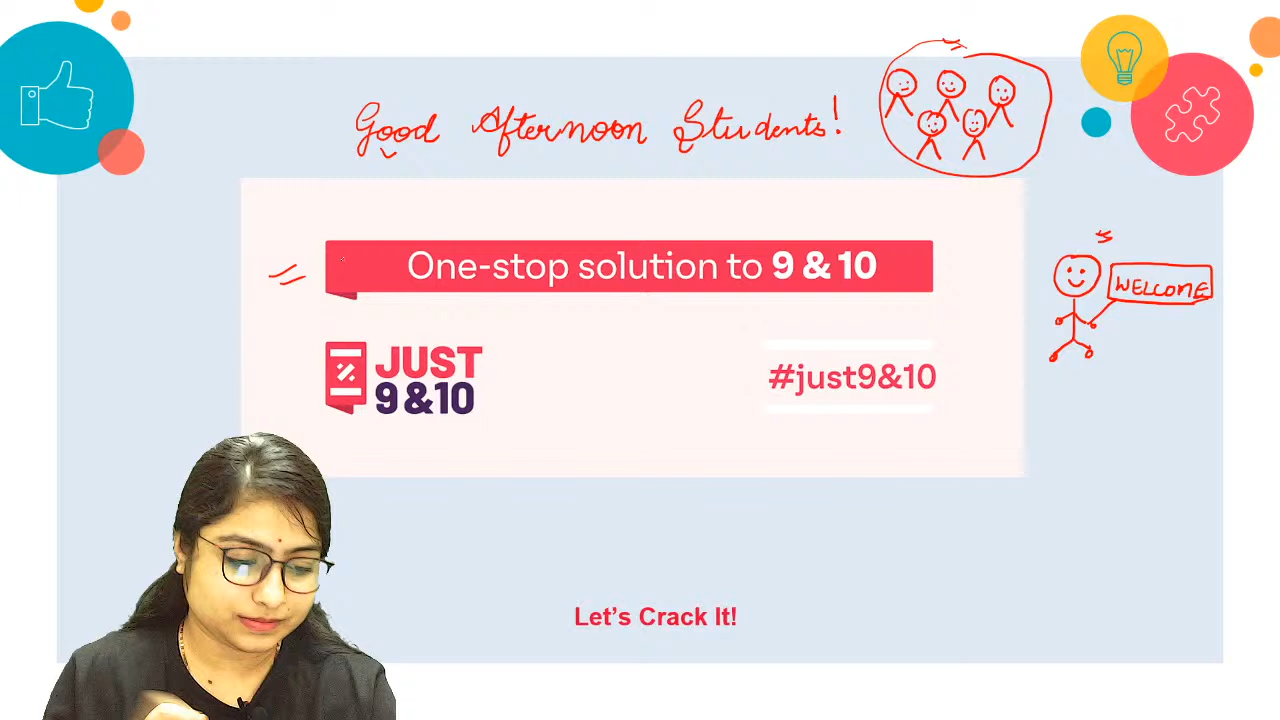 Good Afternoon Students!
One-stop solution to 9 & 10
WELCOME
JUST
9 &10
#just9&10
Let's Crack It!